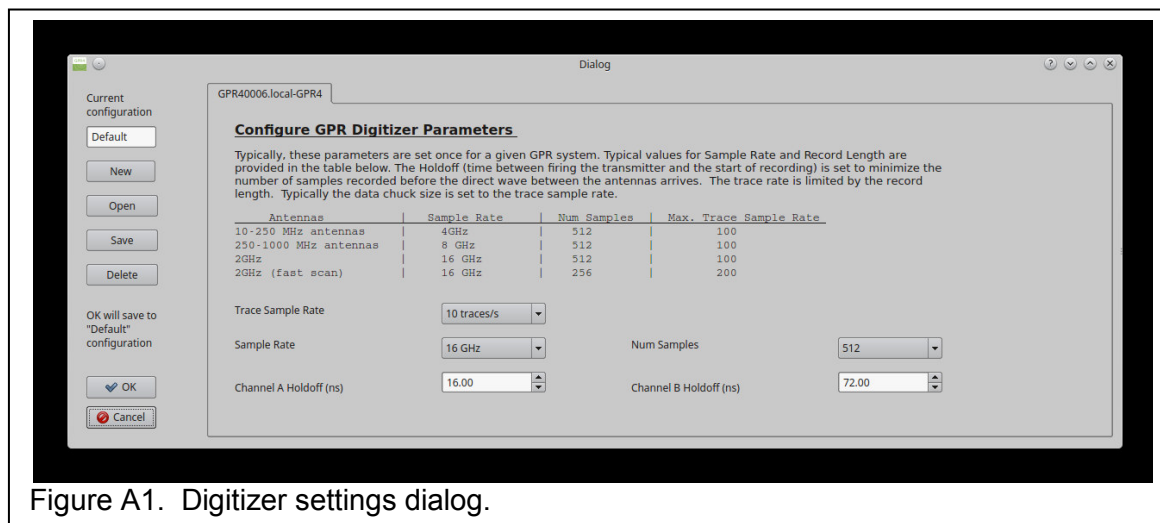 Dialog
Current
configuration
Default
New
Open
Save
Delete
OK will save to
"Default"
configuration
OK
Cancel
GPR40006.local-GPR4
Configure GPR Digitizer Parameters
Typically, these parameters are set once for a given GPR system. Typical values for Sample Rate and Record Length are
provided in the table below. The Holdoff (time between firing the transmitter and the start of recording) is set to minimize the
number of samples recorded before the direct wave between the antennas arrives. The trace rate is limited by the record
length. Typically the data chuck size is set to the trace sample rate.
Antennas | Sample Rate | Num Samples | Max. Trace Sample Rate
10-250 MHz antennas | 4GHz | 512 | 100
250-1000 MHz antennas | 8 GHz | 512 | 100
2GHz | 16 GHz | 512 | 100
2GHz (fast scan) | 16 GHz | 256 | 200
Trace Sample Rate 10 traces/s
Sample Rate 16 GHz Num Samples 512
Channel A Holdoff (ns) 16.00 Channel B Holdoff (ns) 72.00
Figure A1. Digitizer settings dialog.